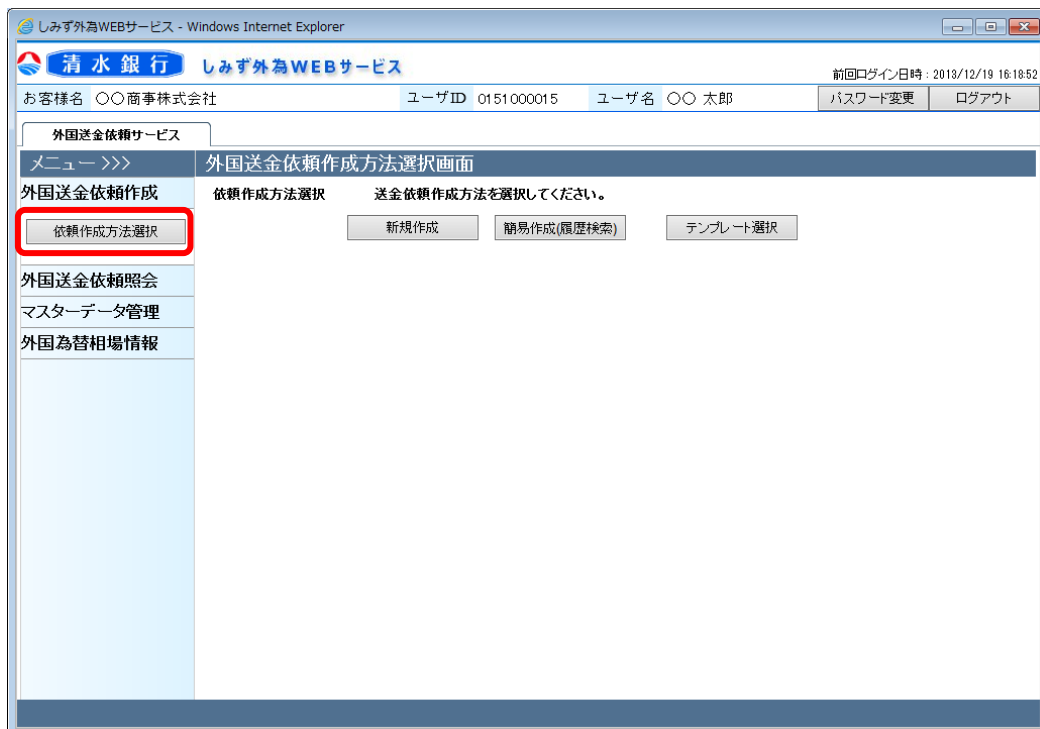 しみず外為WEBサービス - Windows Internet Explorer
清水銀行 しみず外為WEBサービス
前回ログイン日時 : 2013/12/19 16:18:52
お客様名 〇〇商事株式会社 ユーザID 0151000015 ユーザ名 〇〇 太郎 パスワード変更 ログアウト
外国送金依頼サービス
メニュー >>> 外国送金依頼作成方法選択画面
外国送金依頼作成 依頼作成方法選択 送金依頼作成方法を選択してください。
依頼作成方法選択 新規作成 簡易作成(履歴検索) テンプレート選択
外国送金依頼照会
マスターデータ管理
外国為替相場情報